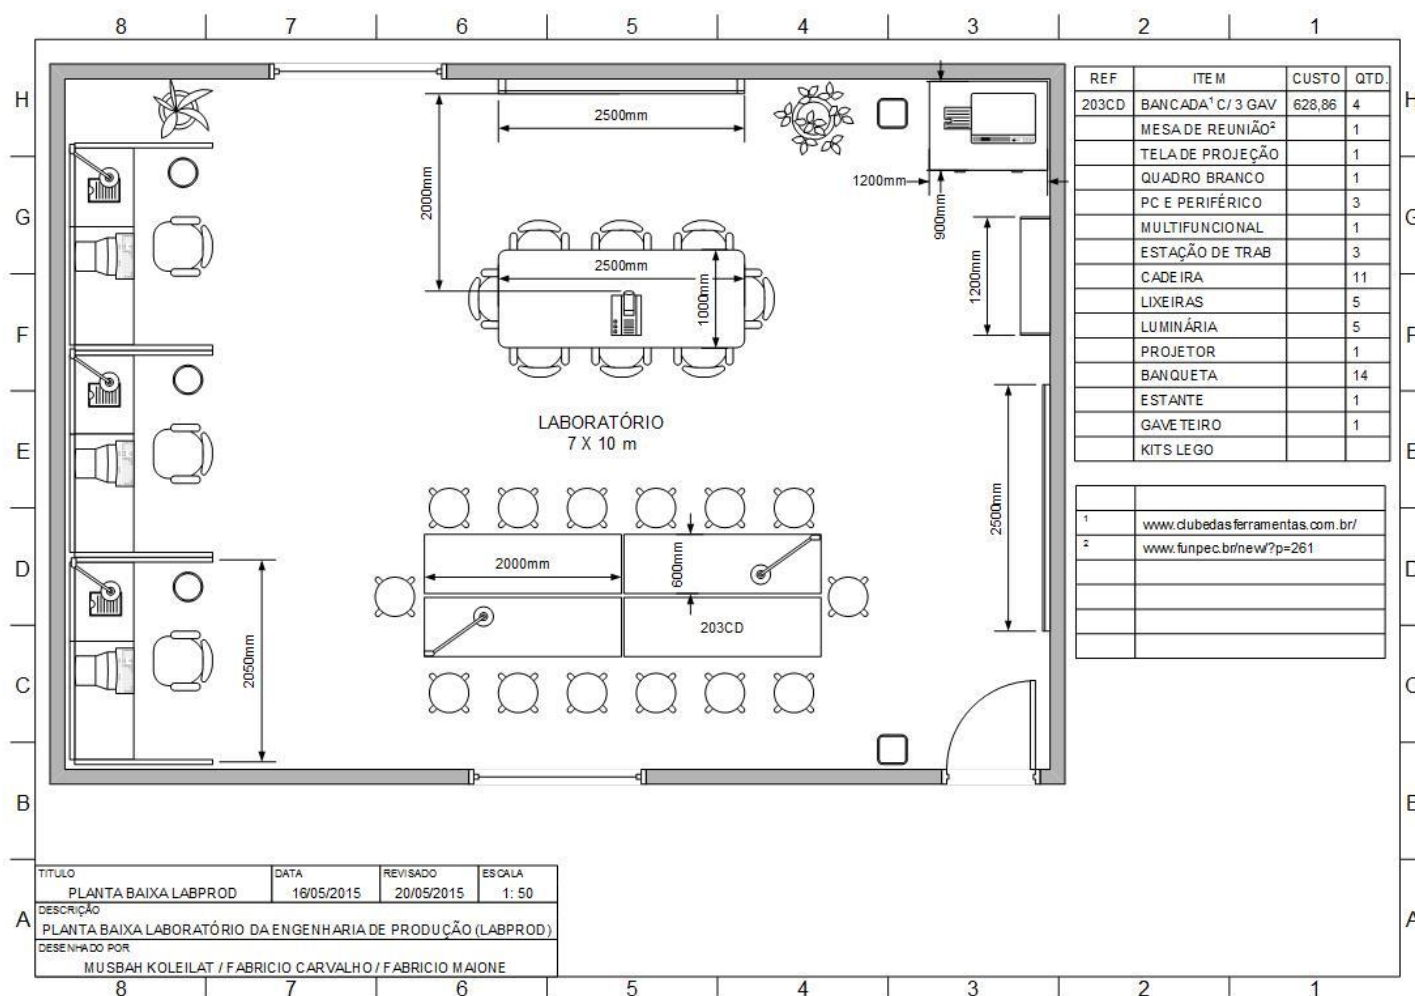 8 7 6 5 4 3 2 1
H
G
F
E
D
C
B
A
H
G
F
E
D
C
E
A
2500mm
2000mm
1200mm
900mm
2500mm
1000mm
1200mm
LABORATÓRIO
7 X 10 m
2500mm
2000mm
600mm
203CD
2050mm
REF ITEM CUSTO QTD.
203CD BANCADA¹ C/ 3 GAV 628,86 4
MESA DE REUNIÃO² 1
TELA DE PROJEÇÃO 1
QUADRO BRANCO 1
PC E PERIFÉRICO 3
MULTIFUNCIONAL 1
ESTAÇÃO DE TRAB 3
CADEIRA 11
LIXEIRAS 5
LUMINÁRIA 5
PROJETOR 1
BANQUETA 14
ESTANTE 1
GAVETEIRO 1
KITS LEGO
¹ www.clubedasferramentas.com.br/
² www.funpec.br/new/?p=261
TITULO DATA REVISADO ESCALA
PLANTA BAIXA LABPROD 16/05/2015 20/05/2015 1: 50
DESCRIÇÃO
PLANTA BAIXA LABORATÓRIO DA ENGENHARIA DE PRODUÇÃO (LABPROD)
DESENHADO POR
MUSBAH KOLEILAT / FABRICIO CARVALHO / FABRICIO MAIONE
8 7 6 5 4 3 2 1